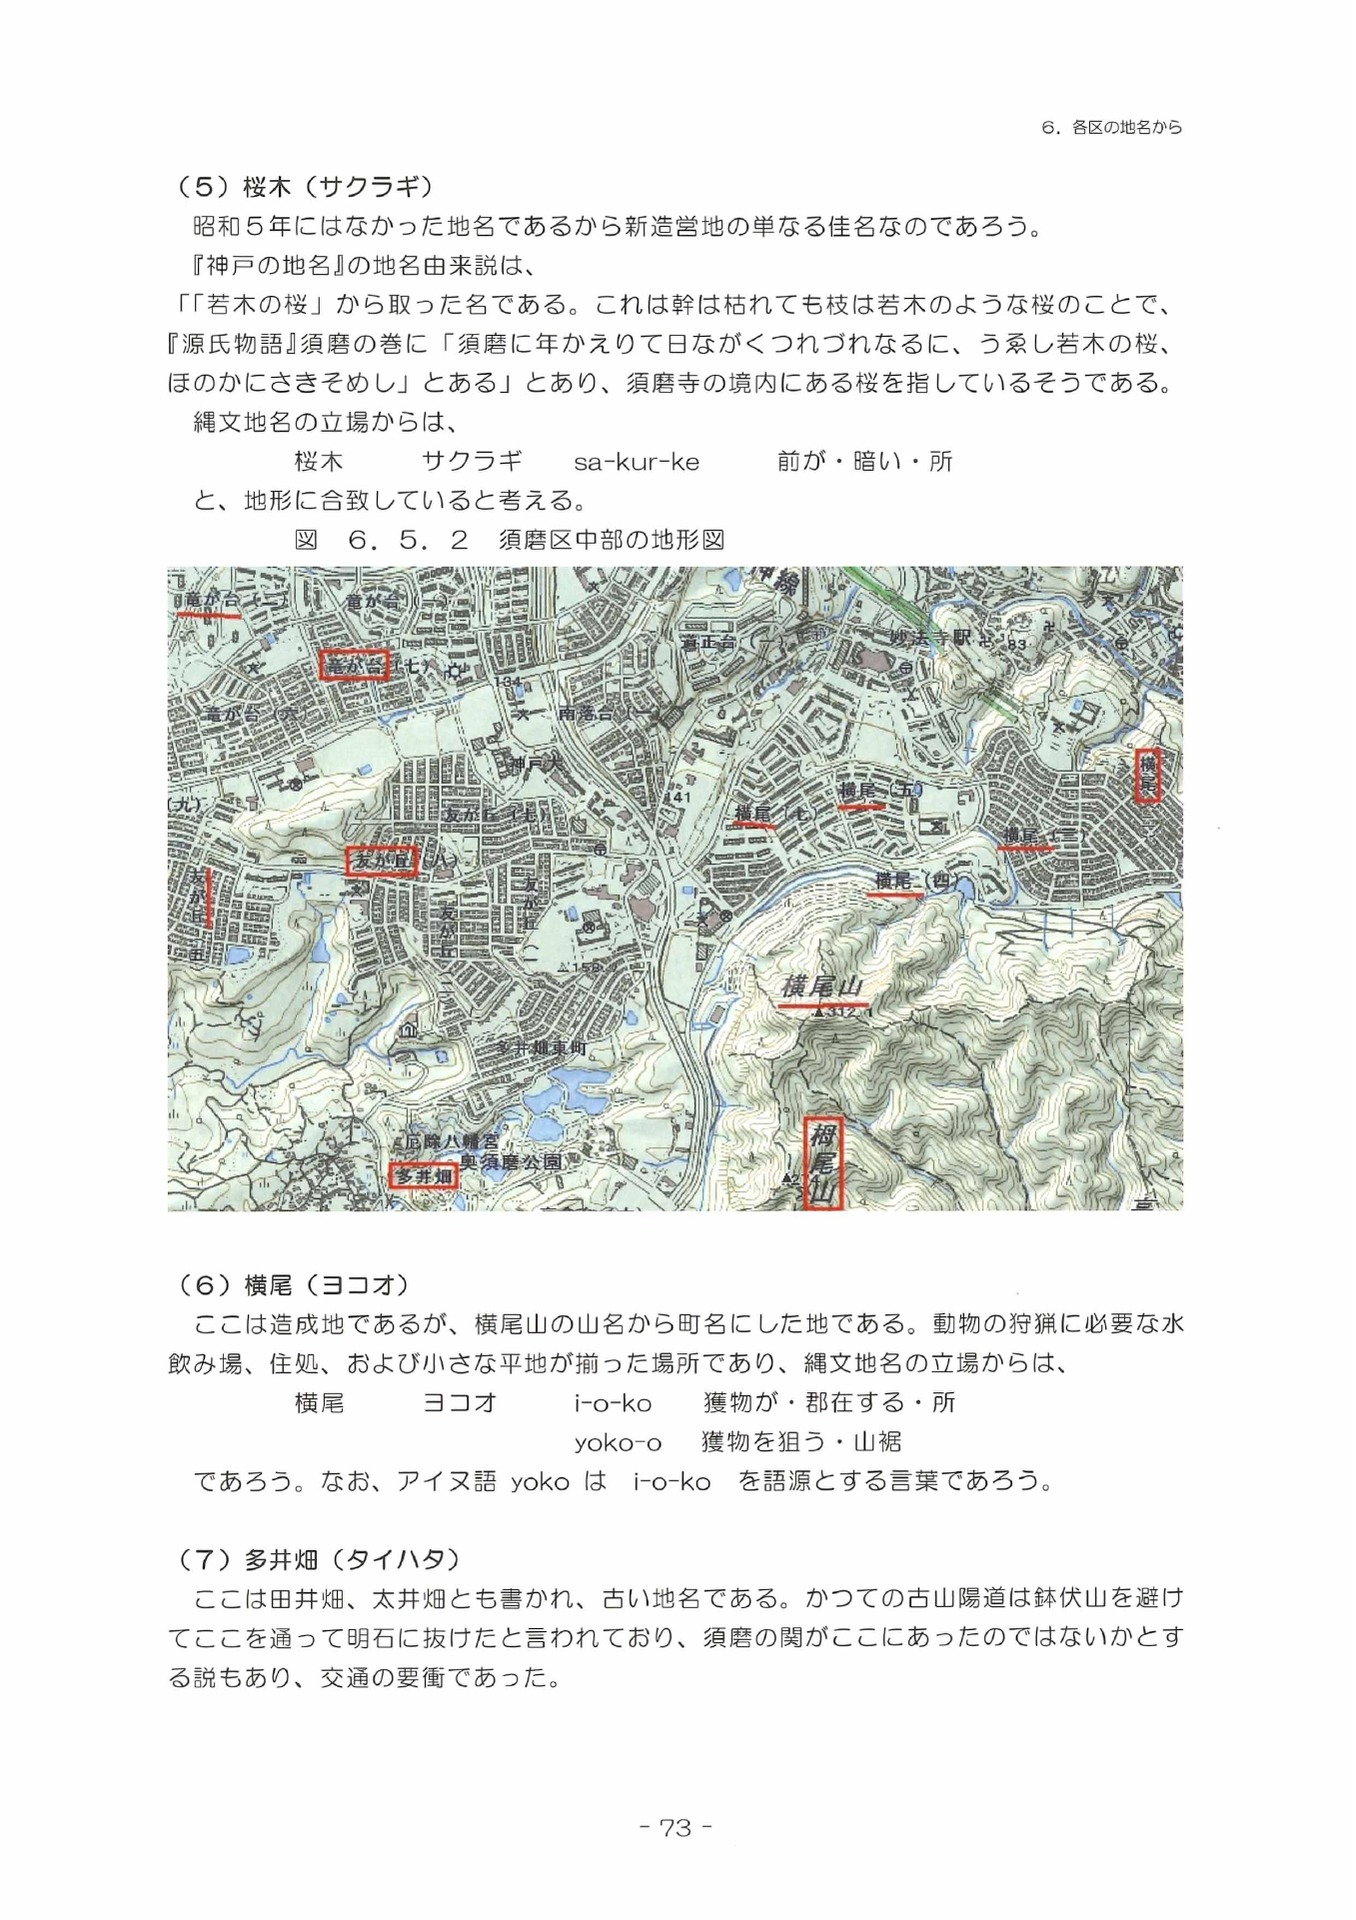 6．各区の地名から
（5）桜木（サクラギ）
昭和５年にはなかった地名であるから新造営地の単なる佳名なのであろう。
『神戸の地名』の地名由来説は、
「「若木の桜」から取った名である。これは幹は枯れても枝は若木のような桜のことで、
『源氏物語』須磨の巻に「須磨に年かえりて日ながくつれづれなるに、うゑし若木の桜、
ほのかにさきそめし」とある」とあり、須磨寺の境内にある桜を指しているそうである。
縄文地名の立場からは、
桜木　サクラギ　sa-kur-ke　前が・暗い・所
と、地形に合致していると考える。
図　６．５．２　須磨区中部の地形図
神線
竜が台（二）
竜が台（一）
蒼正台（一）
妙法寺駅
83
竜が台（七）
134
竜が台（六）
南落合（一）
神戸大
横尾
（九）
友が丘（七）
141
横尾（七）
横尾（五）
横尾（三）
友が丘（八）
友が丘（五）
友が丘
友が丘（一
横尾（四）
158
横尾山
312
多井畑東町
栂尾山
274
厄除八幡宮
奥須磨公園
多井畑
（6）横尾（ヨコオ）
ここは造成地であるが、横尾山の山名から町名にした地である。動物の狩猟に必要な水
飲み場、住処、および小さな平地が揃った場所であり、縄文地名の立場からは、
横尾　ヨコオ　i-o-ko　獲物が・郡在する・所
yoko-o　獲物を狙う・山裾
であろう。なお、アイヌ語 yoko は　i-o-ko　を語源とする言葉であろう。
（7）多井畑（タイハタ）
ここは田井畑、太井畑とも書かれ、古い地名である。かつての古山陽道は鉢伏山を避け
てここを通って明石に抜けたと言われており、須磨の関がここにあったのではないかとす
る説もあり、交通の要衝であった。
- 73 -